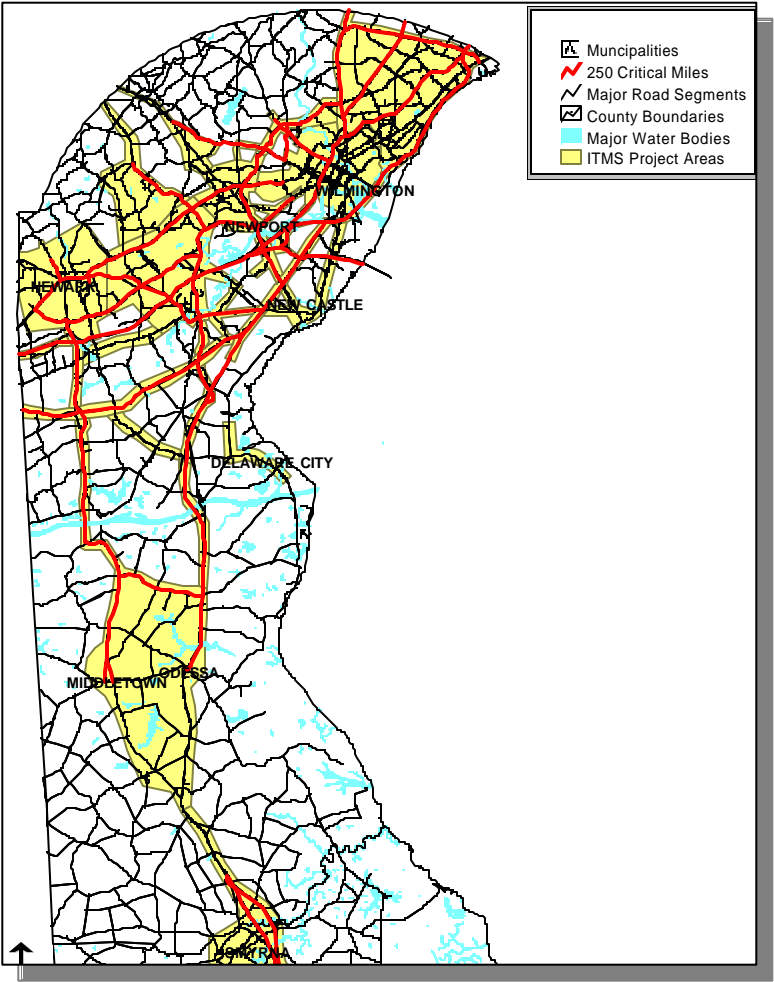 Muncipalities
250 Critical Miles
Major Road Segments
County Boundaries
Major Water Bodies
ITMS Project Areas
WILMINGTON
NEWPORT
NEWARK
NEW CASTLE
DELAWARE CITY
ODESSA
MIDDLETOWN
SMYRNA